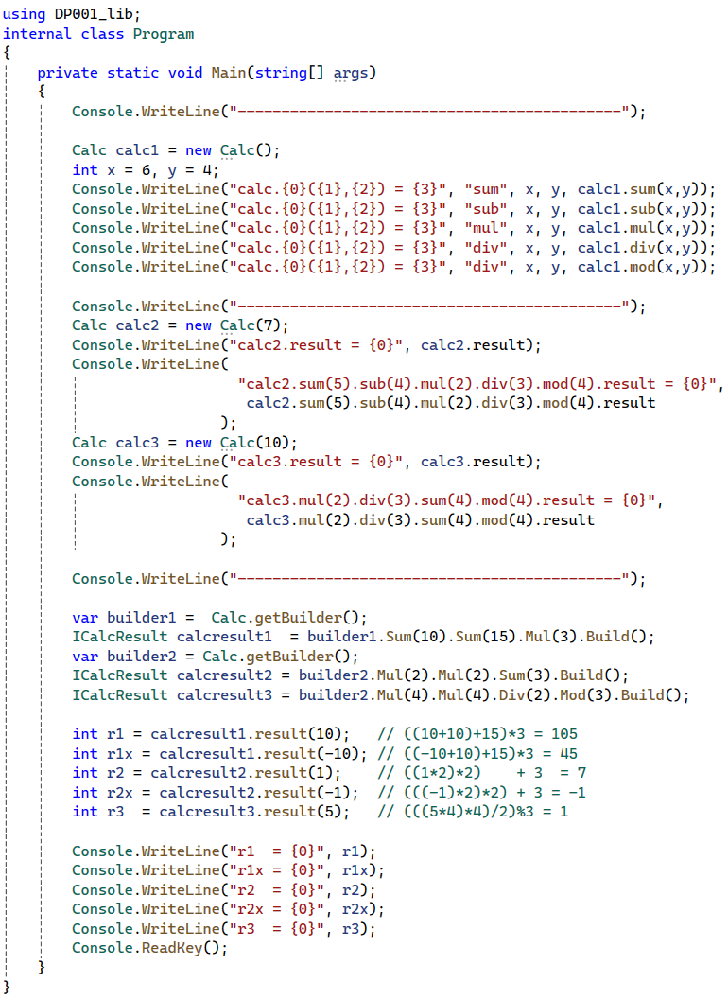 using DP001_lib;
internal class Program
{
    private static void Main(string[] args)
    {
        Console.WriteLine("--------------------------------------------");

        Calc calc1 = new Calc();
        int x = 6, y = 4;
        Console.WriteLine("calc.{0}({1},{2}) = {3}", "sum", x, y, calc1.sum(x,y));
        Console.WriteLine("calc.{0}({1},{2}) = {3}", "sub", x, y, calc1.sub(x,y));
        Console.WriteLine("calc.{0}({1},{2}) = {3}", "mul", x, y, calc1.mul(x,y));
        Console.WriteLine("calc.{0}({1},{2}) = {3}", "div", x, y, calc1.div(x,y));
        Console.WriteLine("calc.{0}({1},{2}) = {3}", "div", x, y, calc1.mod(x,y));

        Console.WriteLine("--------------------------------------------");
        Calc calc2 = new Calc(7);
        Console.WriteLine("calc2.result = {0}", calc2.result);
        Console.WriteLine(
                           "calc2.sum(5).sub(4).mul(2).div(3).mod(4).result = {0}",
                            calc2.sum(5).sub(4).mul(2).div(3).mod(4).result
                         );
        Calc calc3 = new Calc(10);
        Console.WriteLine("calc3.result = {0}", calc3.result);
        Console.WriteLine(
                           "calc3.mul(2).div(3).sum(4).mod(4).result = {0}",
                            calc3.mul(2).div(3).sum(4).mod(4).result
                         );

        Console.WriteLine("--------------------------------------------");

        var builder1 =  Calc.getBuilder();
        ICalcResult calcresult1  = builder1.Sum(10).Sum(15).Mul(3).Build();
        var builder2 = Calc.getBuilder();
        ICalcResult calcresult2 = builder2.Mul(2).Mul(2).Sum(3).Build();
        ICalcResult calcresult3 = builder2.Mul(4).Mul(4).Div(2).Mod(3).Build();

        int r1 = calcresult1.result(10);   // ((10+10)+15)*3 = 105
        int r1x = calcresult1.result(-10); // ((-10+10)+15)*3 = 45
        int r2 = calcresult2.result(1);    // ((1*2)*2)    + 3  = 7
        int r2x = calcresult2.result(-1);  // (((-1)*2)*2) + 3 = -1
        int r3  = calcresult3.result(5);   // (((5*4)*4)/2)%3 = 1

        Console.WriteLine("r1  = {0}", r1);
        Console.WriteLine("r1x = {0}", r1x);
        Console.WriteLine("r2  = {0}", r2);
        Console.WriteLine("r2x = {0}", r2x);
        Console.WriteLine("r3  = {0}", r3);
        Console.ReadKey();
    }
}